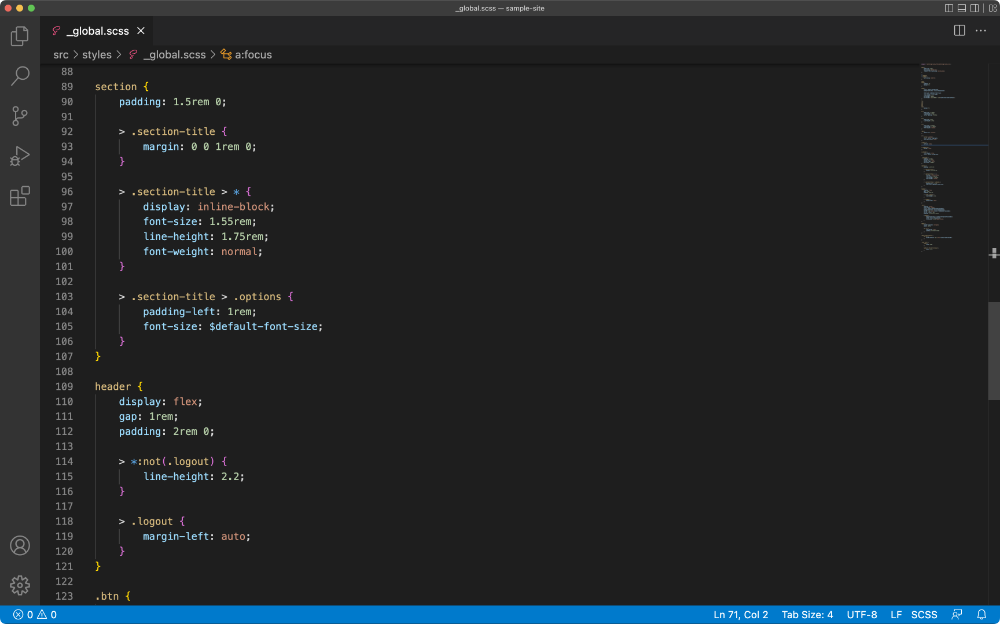 _global.scss — sample-site
_global.scss
src > styles > _global.scss > a:focus
88
89 section {
90 padding: 1.5rem 0;
91
92 > .section-title {
93 margin: 0 0 1rem 0;
94 }
95
96 > .section-title > * {
97 display: inline-block;
98 font-size: 1.55rem;
99 line-height: 1.75rem;
100 font-weight: normal;
101 }
102
103 > .section-title > .options {
104 padding-left: 1rem;
105 font-size: $default-font-size;
106 }
107 }
108
109 header {
110 display: flex;
111 gap: 1rem;
112 padding: 2rem 0;
113
114 > *:not(.logout) {
115 line-height: 2.2;
116 }
117
118 > .logout {
119 margin-left: auto;
120 }
121 }
122
123 .btn {
0 0 Ln 71, Col 2 Tab Size: 4 UTF-8 LF SCSS